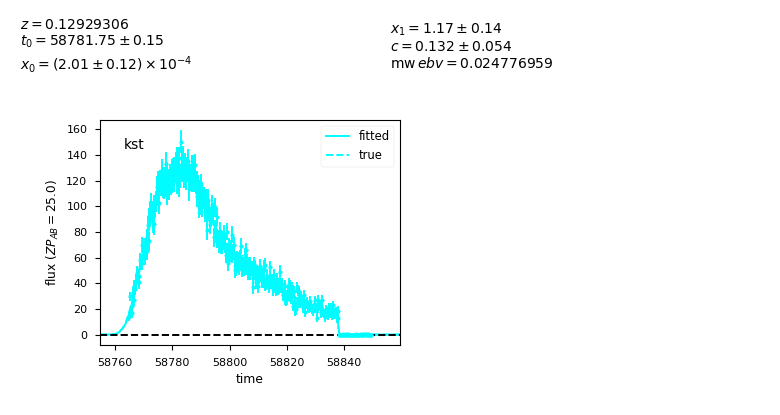 z = 0.12929306
t₀ = 58781.75 ± 0.15
x₀ = (2.01 ± 0.12) × 10⁻⁴
x₁ = 1.17 ± 0.14
c = 0.132 ± 0.054
mw ebv = 0.024776959
kst
fitted
true
flux (ZP_AB = 25.0)
160
140
120
100
80
60
40
20
0
58760 58780 58800 58820 58840
time